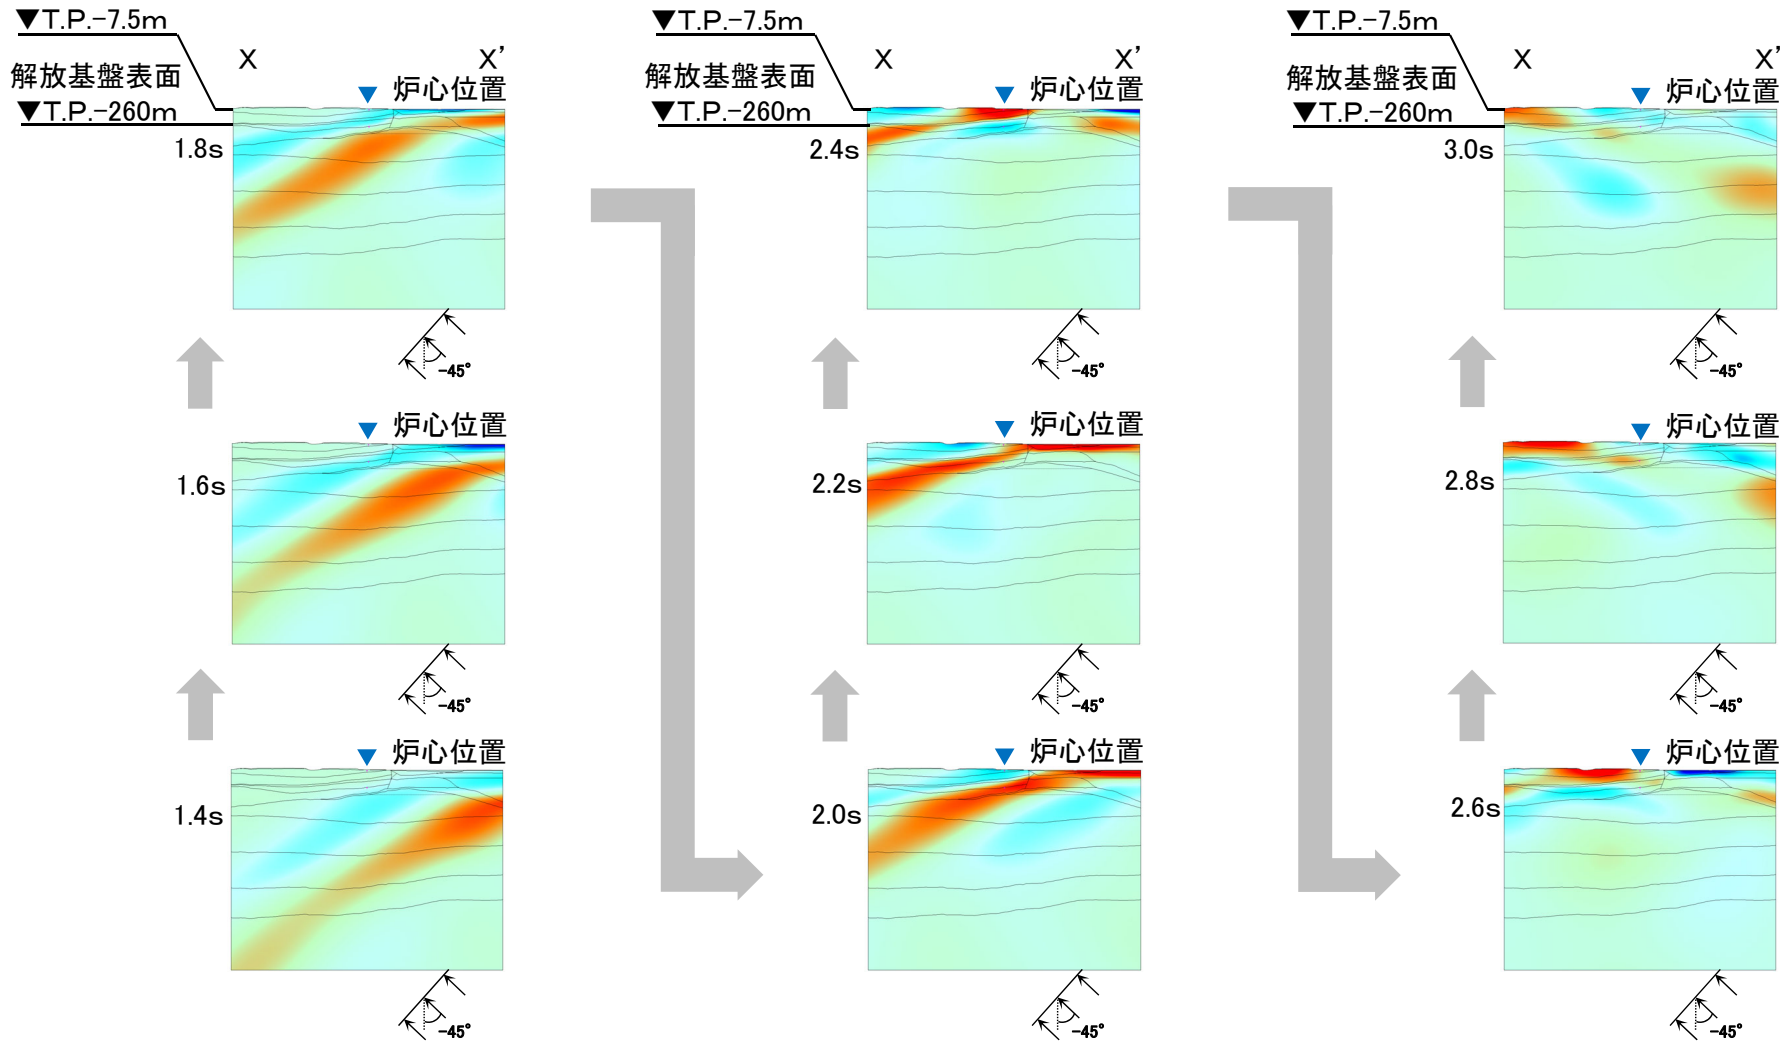 ▼T.P.-7.5m
X X'
解放基盤表面
▼T.P.-260m
炉心位置
1.8s
-45°
炉心位置
1.6s
-45°
炉心位置
1.4s
-45°
▼T.P.-7.5m
X X'
解放基盤表面
▼T.P.-260m
炉心位置
2.4s
-45°
炉心位置
2.2s
-45°
炉心位置
2.0s
-45°
▼T.P.-7.5m
X X'
解放基盤表面
▼T.P.-260m
炉心位置
3.0s
-45°
炉心位置
2.8s
-45°
炉心位置
2.6s
-45°